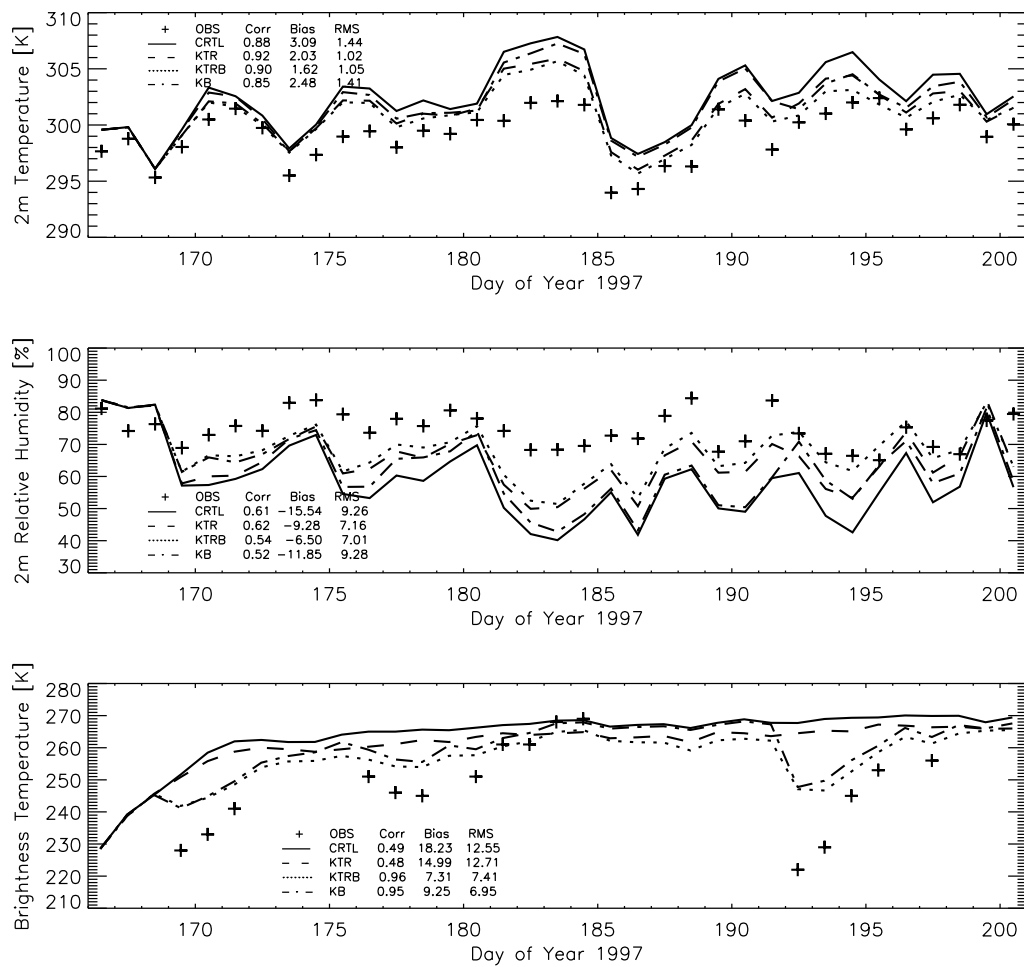 310
305
300
295
290
2m Temperature [K]
OBS Corr Bias RMS
CRTL 0.88 3.09 1.44
KTR 0.92 2.03 1.02
KTRB 0.90 1.62 1.05
KB 0.85 2.48 1.41
170 175 180 185 190 195 200
Day of Year 1997
100
90
80
70
60
50
40
30
2m Relative Humidity [%]
OBS Corr Bias RMS
CRTL 0.61 −15.54 9.26
KTR 0.62 −9.28 7.16
KTRB 0.54 −6.50 7.01
KB 0.52 −11.85 9.28
170 175 180 185 190 195 200
Day of Year 1997
280
270
260
250
240
230
220
210
Brightness Temperature [K]
OBS Corr Bias RMS
CRTL 0.49 18.23 12.55
KTR 0.48 14.99 12.71
KTRB 0.96 7.31 7.41
KB 0.95 9.25 6.95
170 175 180 185 190 195 200
Day of Year 1997